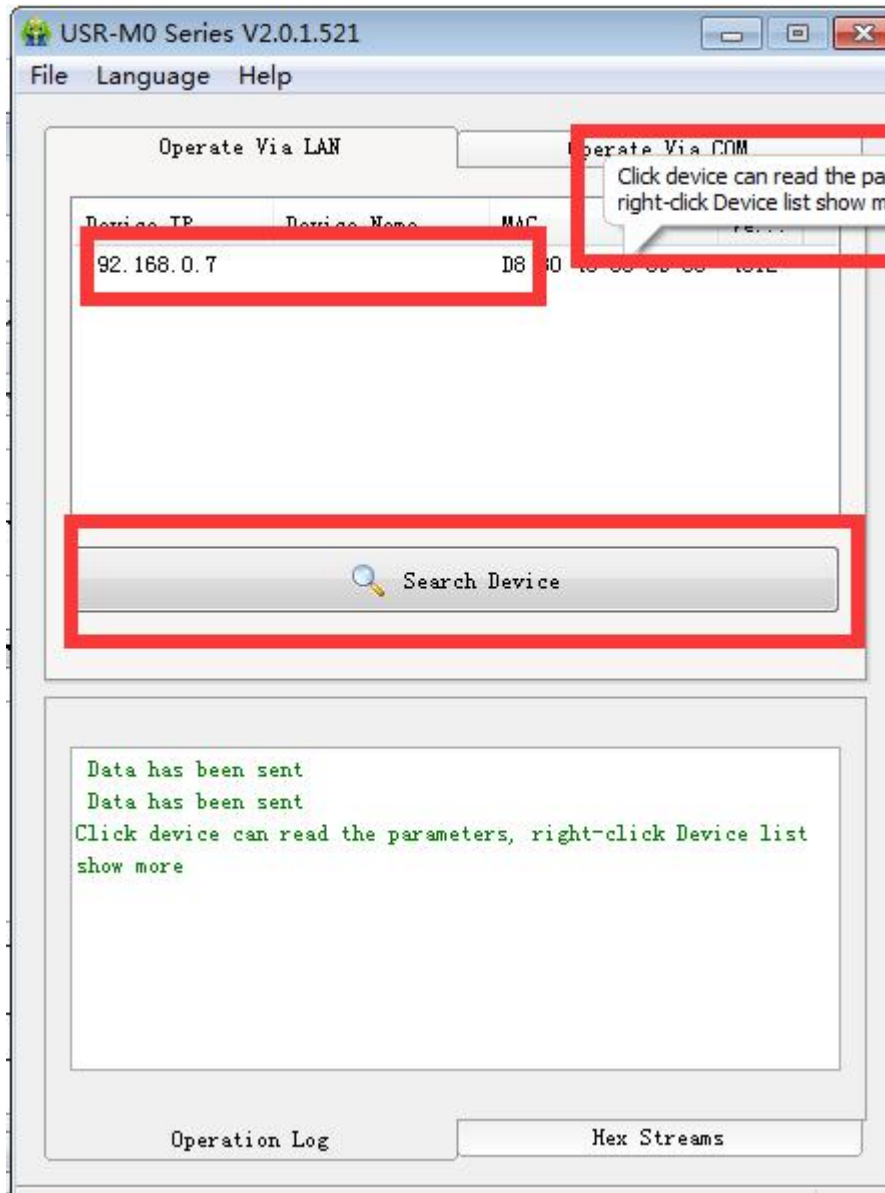 USR-M0 Series V2.0.1.521
File Language Help
Operate Via LAN
Operate Via COM
Click device can read the pa
right-click Device list show m
Device IP Device Name MAC
92.168.0.7 D8
Search Device
Data has been sent
Data has been sent
Click device can read the parameters, right-click Device list
show more
Operation Log
Hex Streams